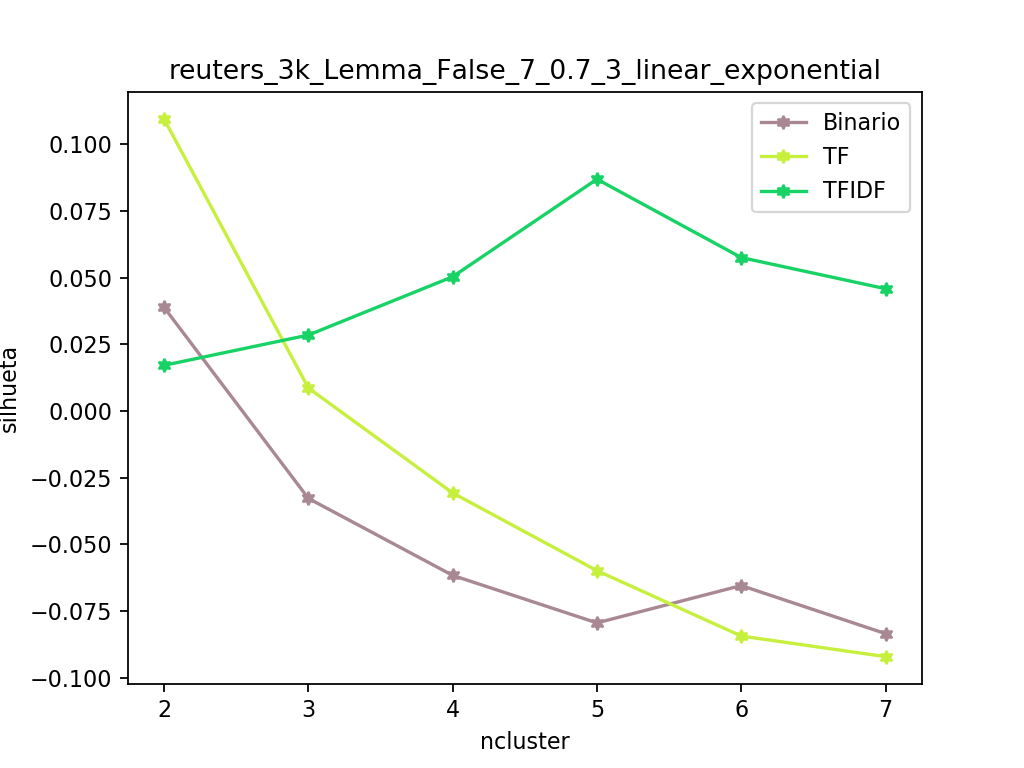 reuters_3k_Lemma_False_7_0.7_3_linear_exponential
Binario
TF
TFIDF
0.100
0.075
0.050
0.025
0.000
−0.025
−0.050
−0.075
−0.100
silhueta
2 3 4 5 6 7
ncluster